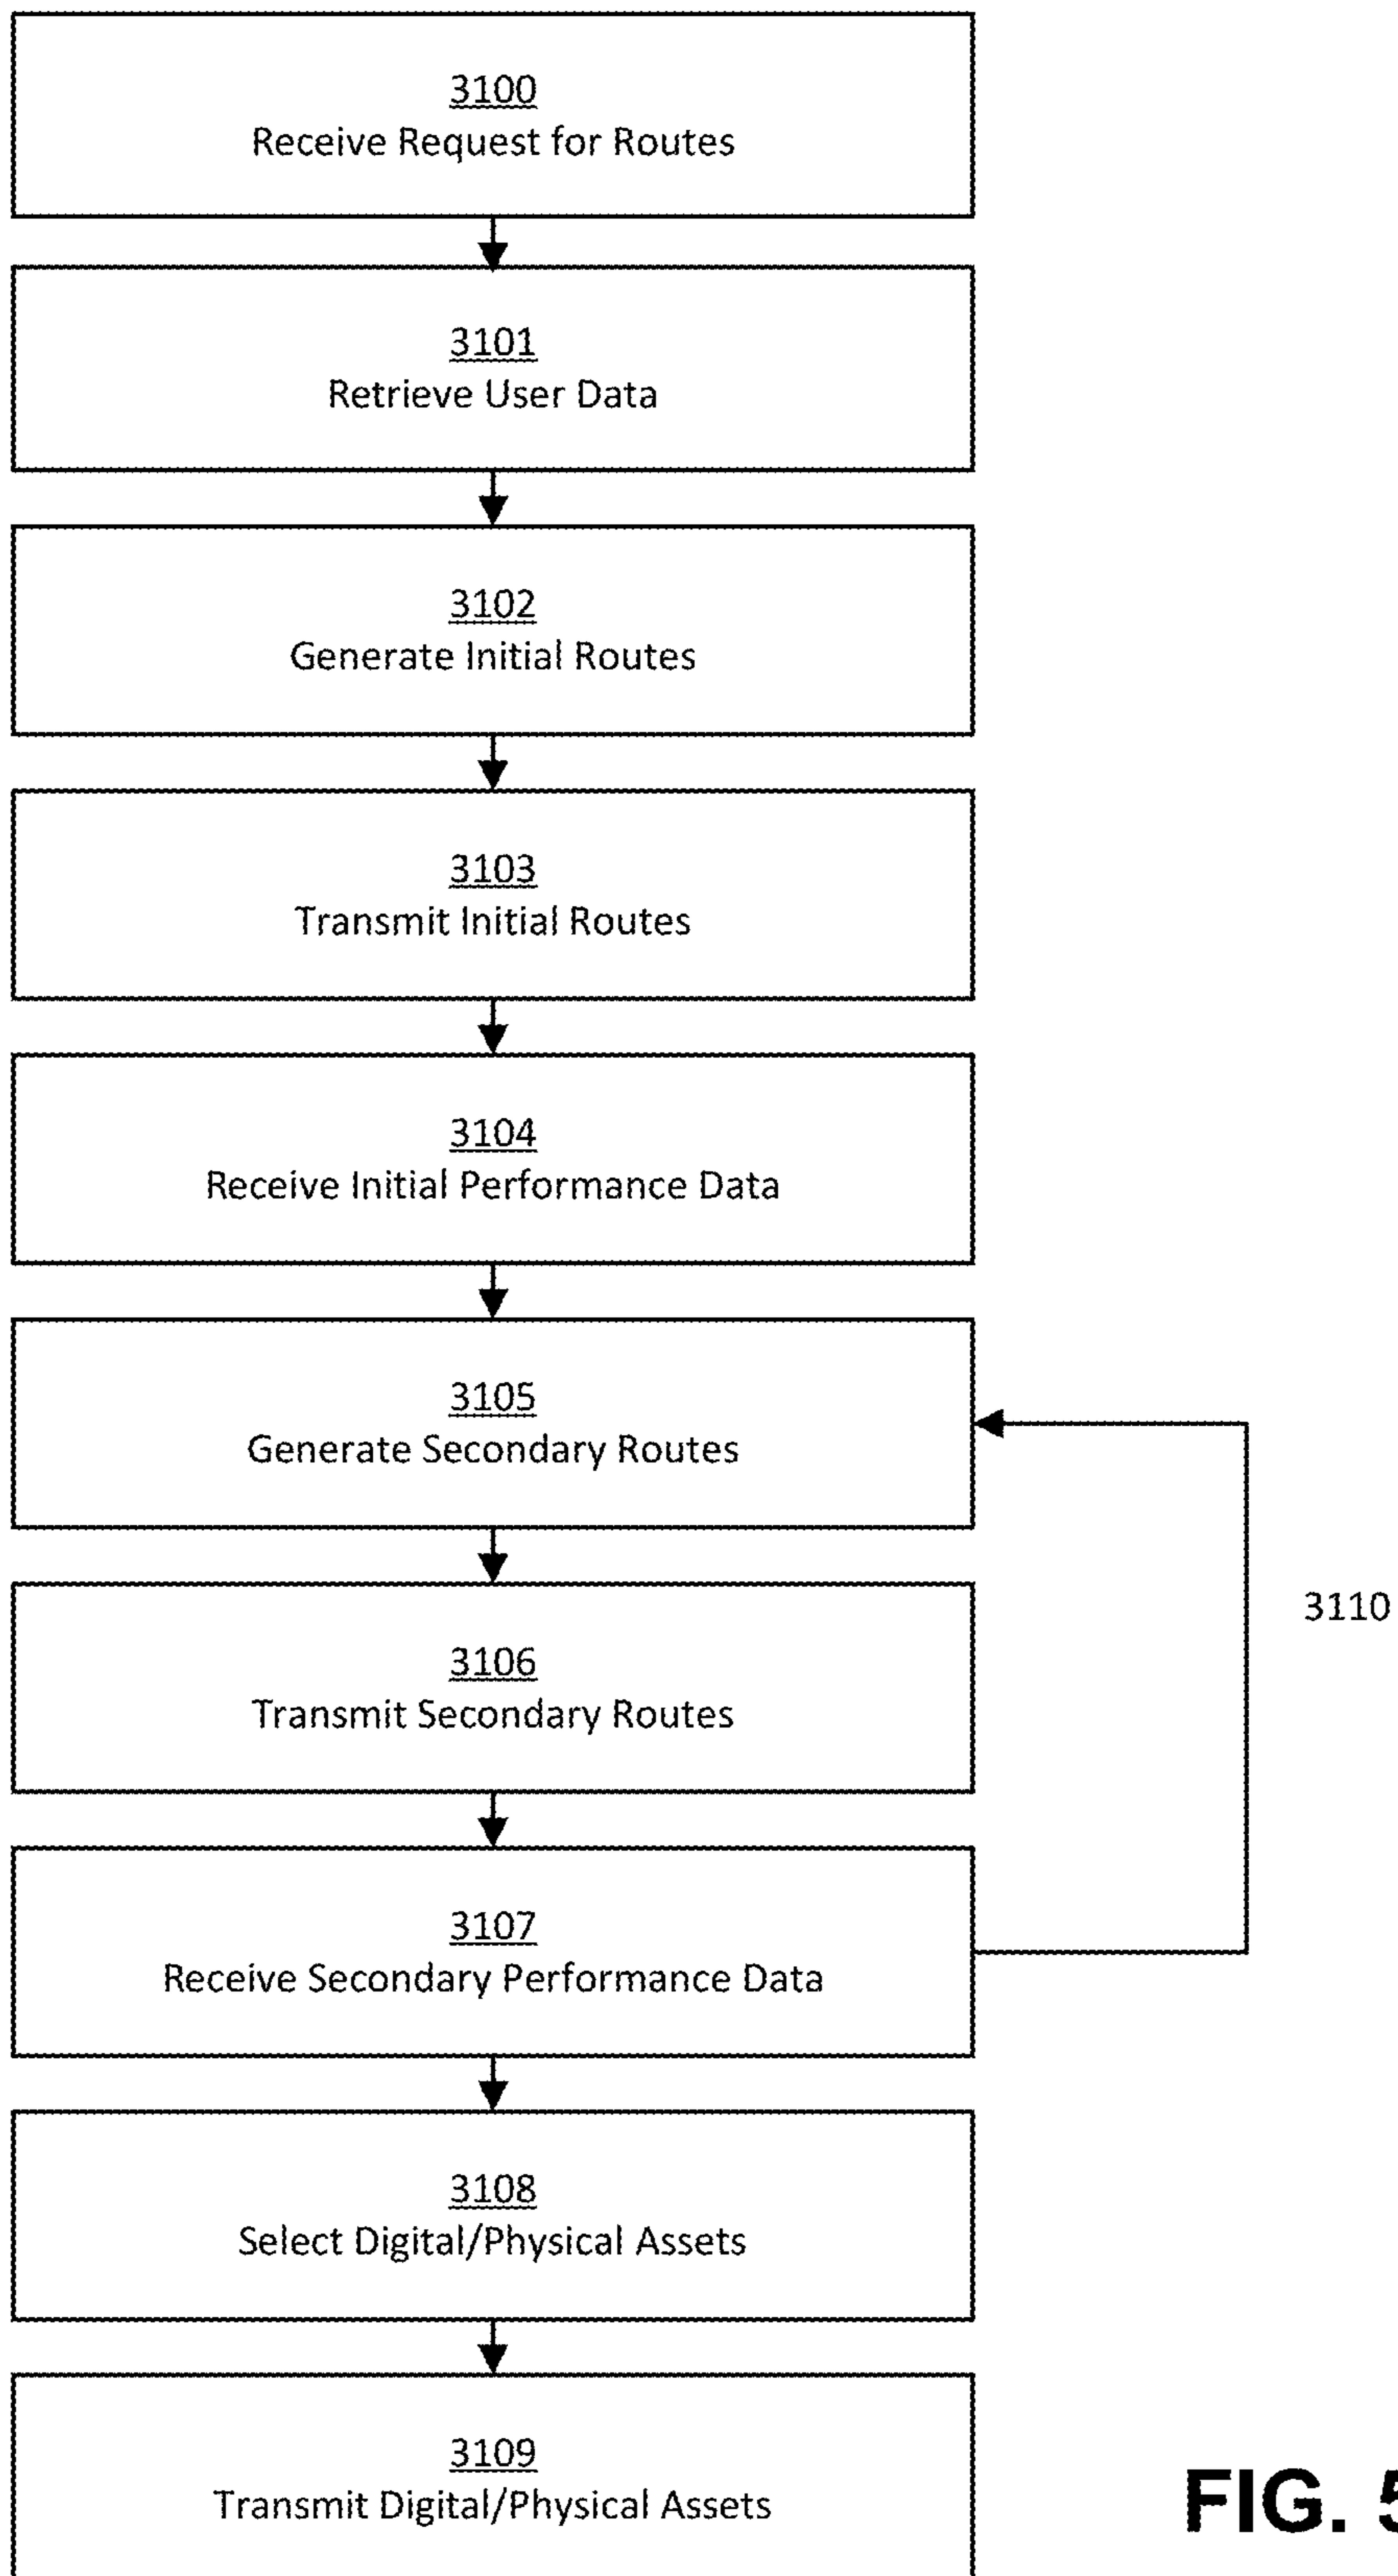 3100
Receive Request for Routes
3101
Retrieve User Data
3102
Generate Initial Routes
3103
Transmit Initial Routes
3104
Receive Initial Performance Data
3105
Generate Secondary Routes
3110
3106
Transmit Secondary Routes
3107
Receive Secondary Performance Data
3108
Select Digital/Physical Assets
3109
Transmit Digital/Physical Assets
FIG. 5